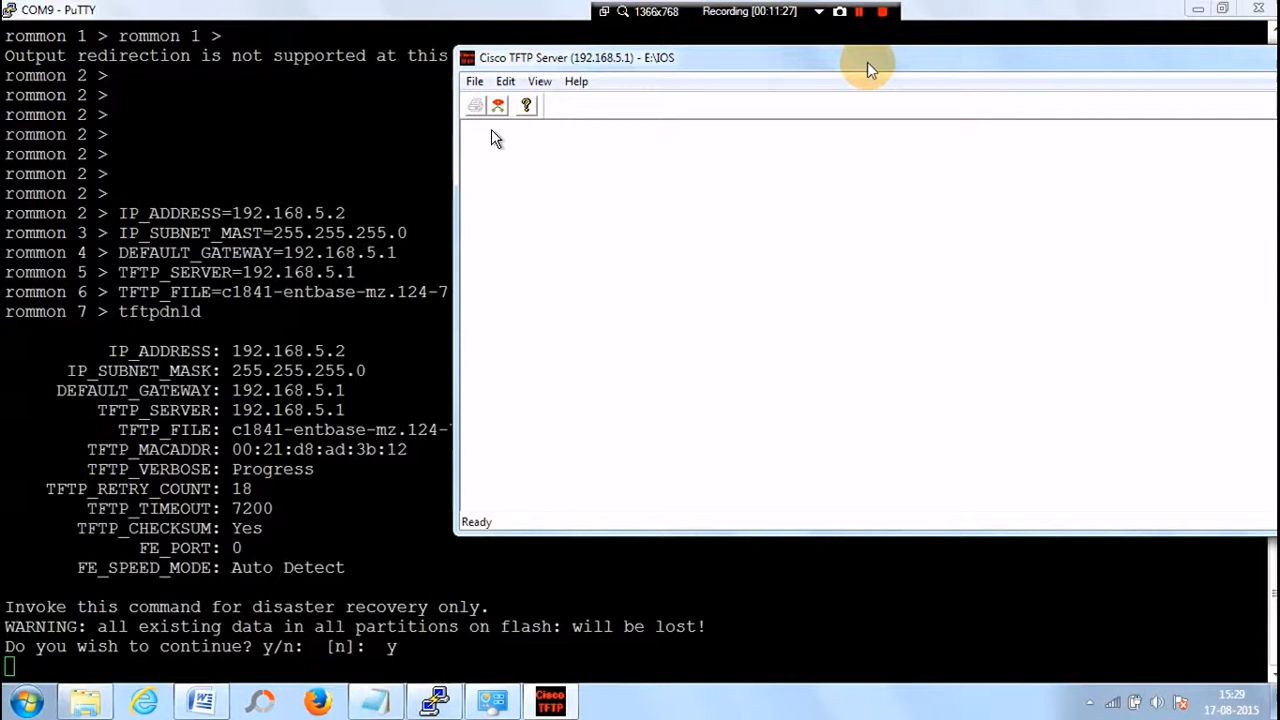 COM9 - PuTTY
1366x768
Recording [00:11:27]
rommon 1 > rommon 1 >
Output redirection is not supported at this
rommon 2 >
rommon 2 >
rommon 2 >
rommon 2 >
rommon 2 >
rommon 2 >
rommon 2 >
rommon 2 > IP_ADDRESS=192.168.5.2
rommon 3 > IP_SUBNET_MAST=255.255.255.0
rommon 4 > DEFAULT_GATEWAY=192.168.5.1
rommon 5 > TFTP_SERVER=192.168.5.1
rommon 6 > TFTP_FILE=c1841-entbase-mz.124-7
rommon 7 > tftpdnld
IP_ADDRESS: 192.168.5.2
IP_SUBNET_MASK: 255.255.255.0
DEFAULT_GATEWAY: 192.168.5.1
TFTP_SERVER: 192.168.5.1
TFTP_FILE: c1841-entbase-mz.124-
TFTP_MACADDR: 00:21:d8:ad:3b:12
TFTP_VERBOSE: Progress
TFTP_RETRY_COUNT: 18
TFTP_TIMEOUT: 7200
TFTP_CHECKSUM: Yes
FE_PORT: 0
FE_SPEED_MODE: Auto Detect
Invoke this command for disaster recovery only.
WARNING: all existing data in all partitions on flash: will be lost!
Do you wish to continue? y/n:  [n]:  y
Cisco TFTP Server (192.168.5.1) - E:\IOS
File Edit View Help
Ready
Cisco
TFTP
15:29
17-08-2015